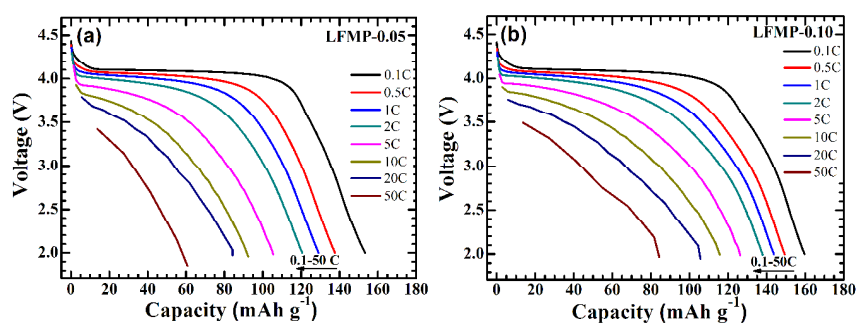 (a) LFMP-0.05
4.5
4.0
3.5
3.0
2.5
2.0
Voltage (V)
0.1C
0.5C
1C
2C
5C
10C
20C
50C
0.1-50 C
0 20 40 60 80 100 120 140 160 180
Capacity (mAh g-1)
(b) LFMP-0.10
4.5
4.0
3.5
3.0
2.5
2.0
Voltage (V)
0.1C
0.5C
1C
2C
5C
10C
20C
50C
0.1-50C
0 20 40 60 80 100 120 140 160 180
Capacity (mAh g-1)